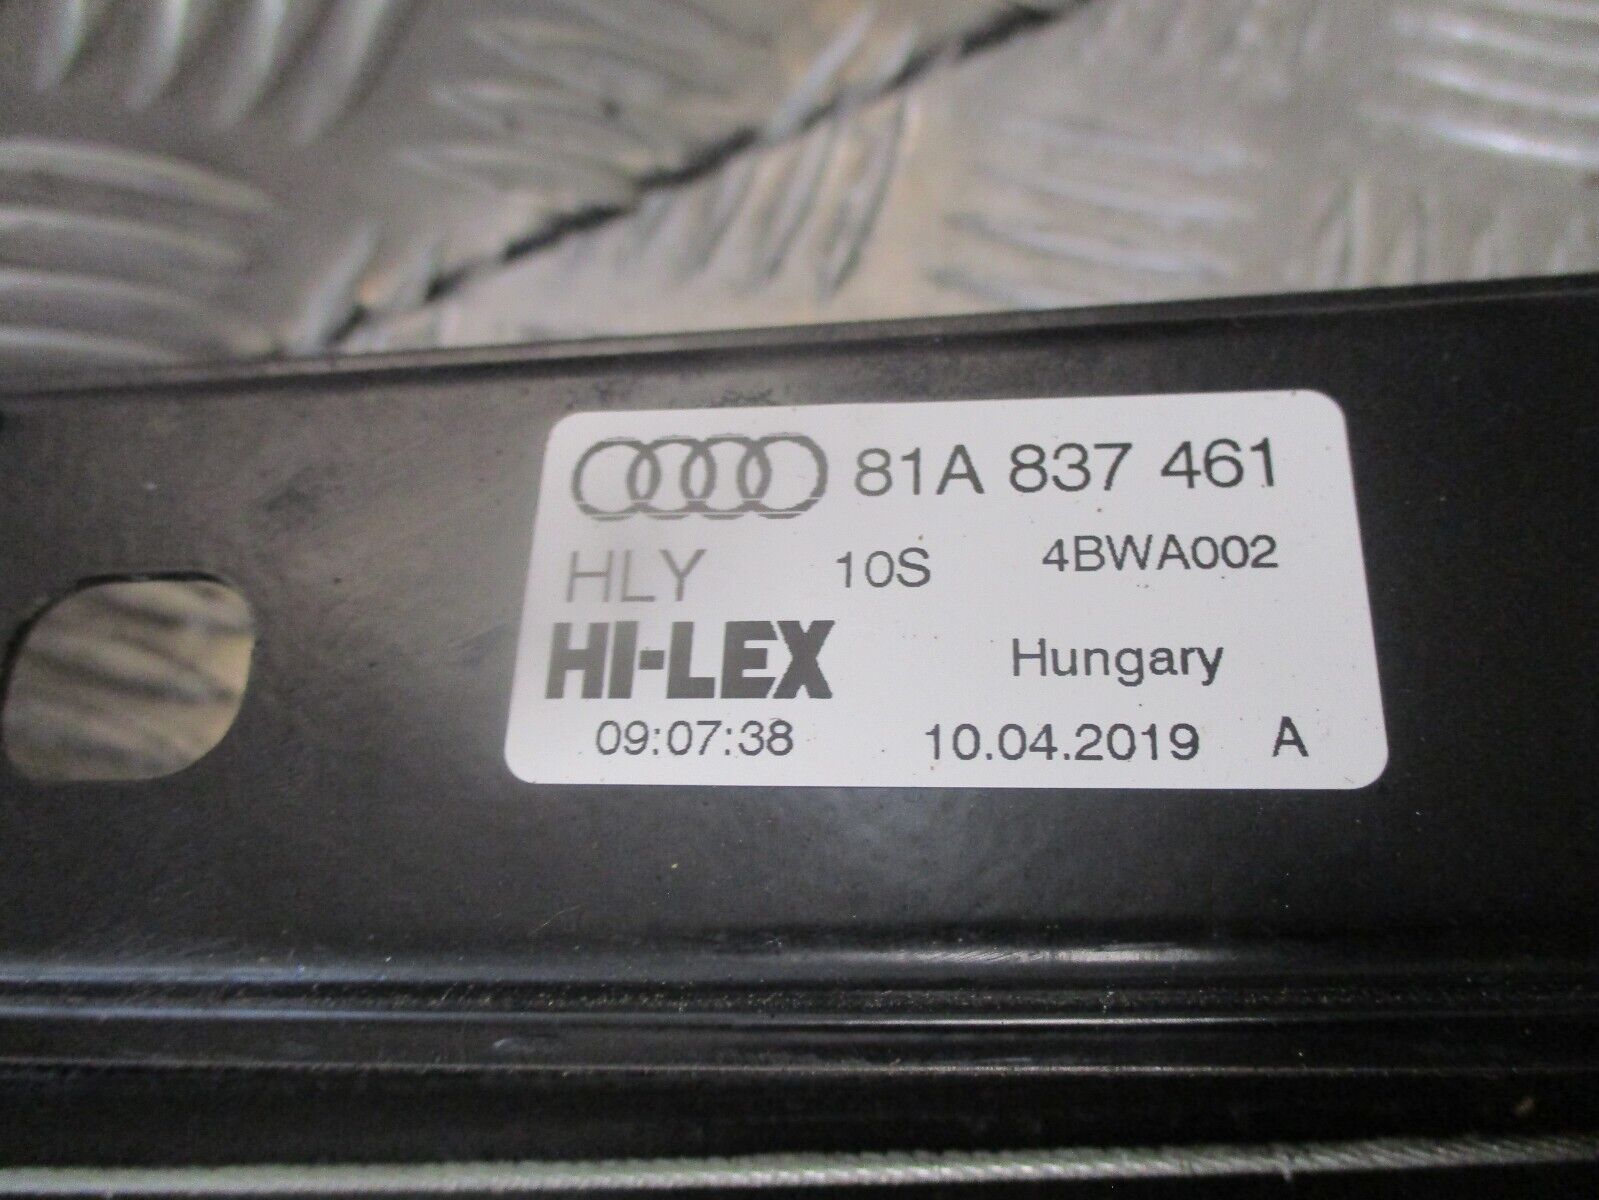 81A 837 461
HLY 10S 4BWA002
HI-LEX Hungary
09:07:38 10.04.2019 A